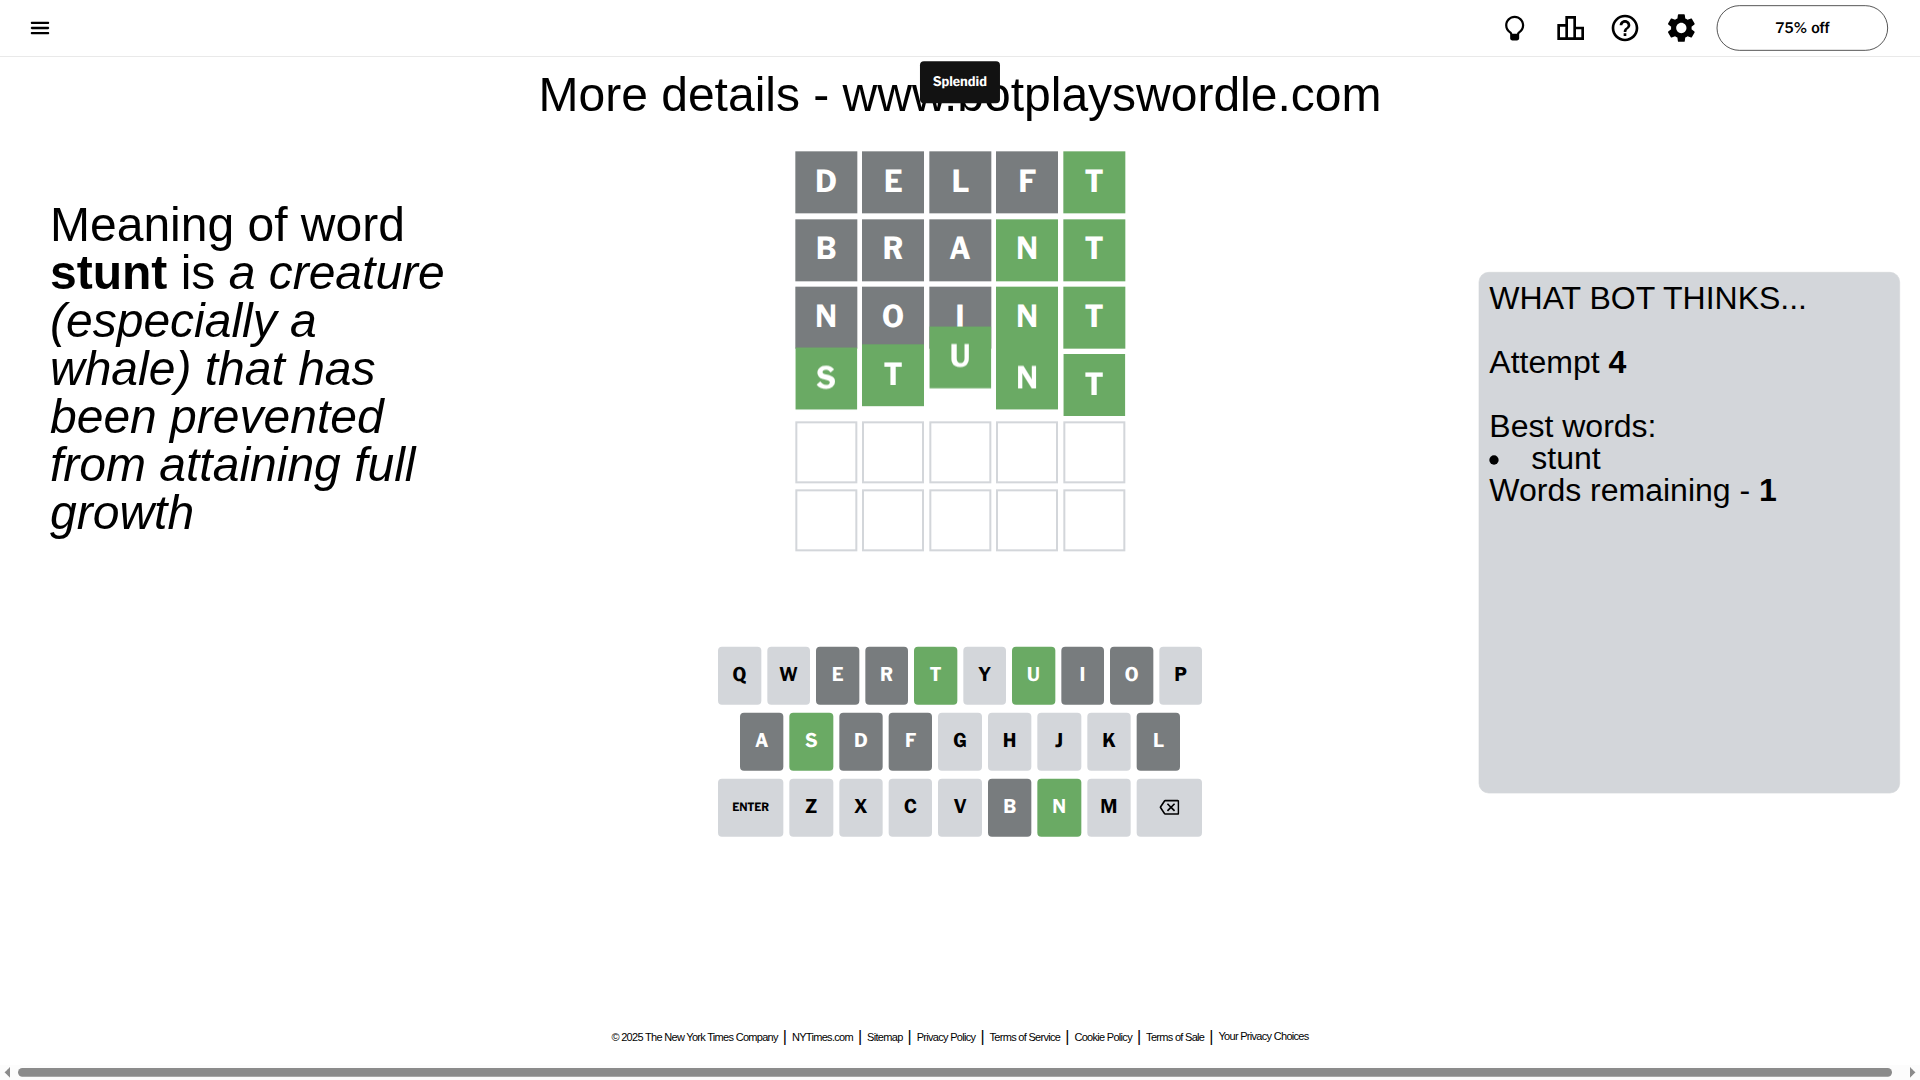 75% off
Splendid
More details - www.botplayswordle.com
Meaning of word
stunt is a creature
(especially a
whale) that has
been prevented
from attaining full
growth
D E L F T
B R A N T
N O I N T
S T U N T
WHAT BOT THINKS...
Attempt 4
Best words:
• stunt
Words remaining - 1
Q W E R T Y U I O P
A S D F G H J K L
ENTER Z X C V B N M
© 2025 The New York Times Company | NYTimes.com | Sitemap | Privacy Policy | Terms of Service | Cookie Policy | Terms of Sale | Your Privacy Choices